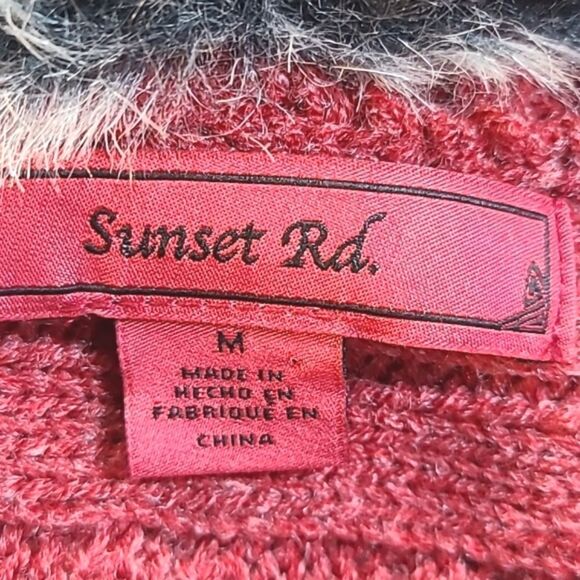 Sunset Rd.
M
MADE IN
HECHO EN
FABRIQUE EN
CHINA